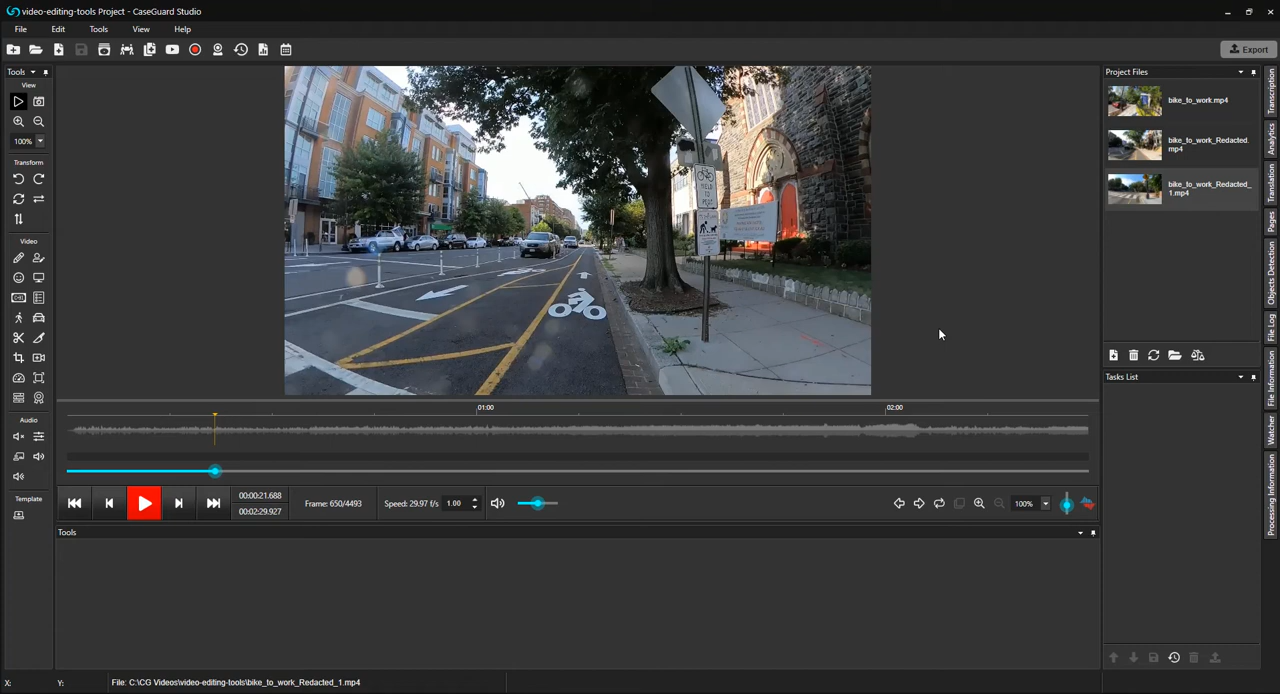 video-editing-tools Project - CaseGuard Studio
File Edit Tools View Help
Export
Tools
View
100%
Transform
Video
Audio
Template
YIELD
TO
PEDS
01:00 02:00
00:00:21.688
00:02:29.927
Frame: 650/4493
Speed: 29.97 f/s 1.00
100%
Tools
Project Files
bike_to_work.mp4
bike_to_work_Redacted.
mp4
bike_to_work_Redacted_
1.mp4
Tasks List
Transcription
Analytics
Translation
Pages
Objects Detection
File Log
File Information
Watcher
Processing Information
X: Y: File: C:\CG Videos\video-editing-tools\bike_to_work_Redacted_1.mp4